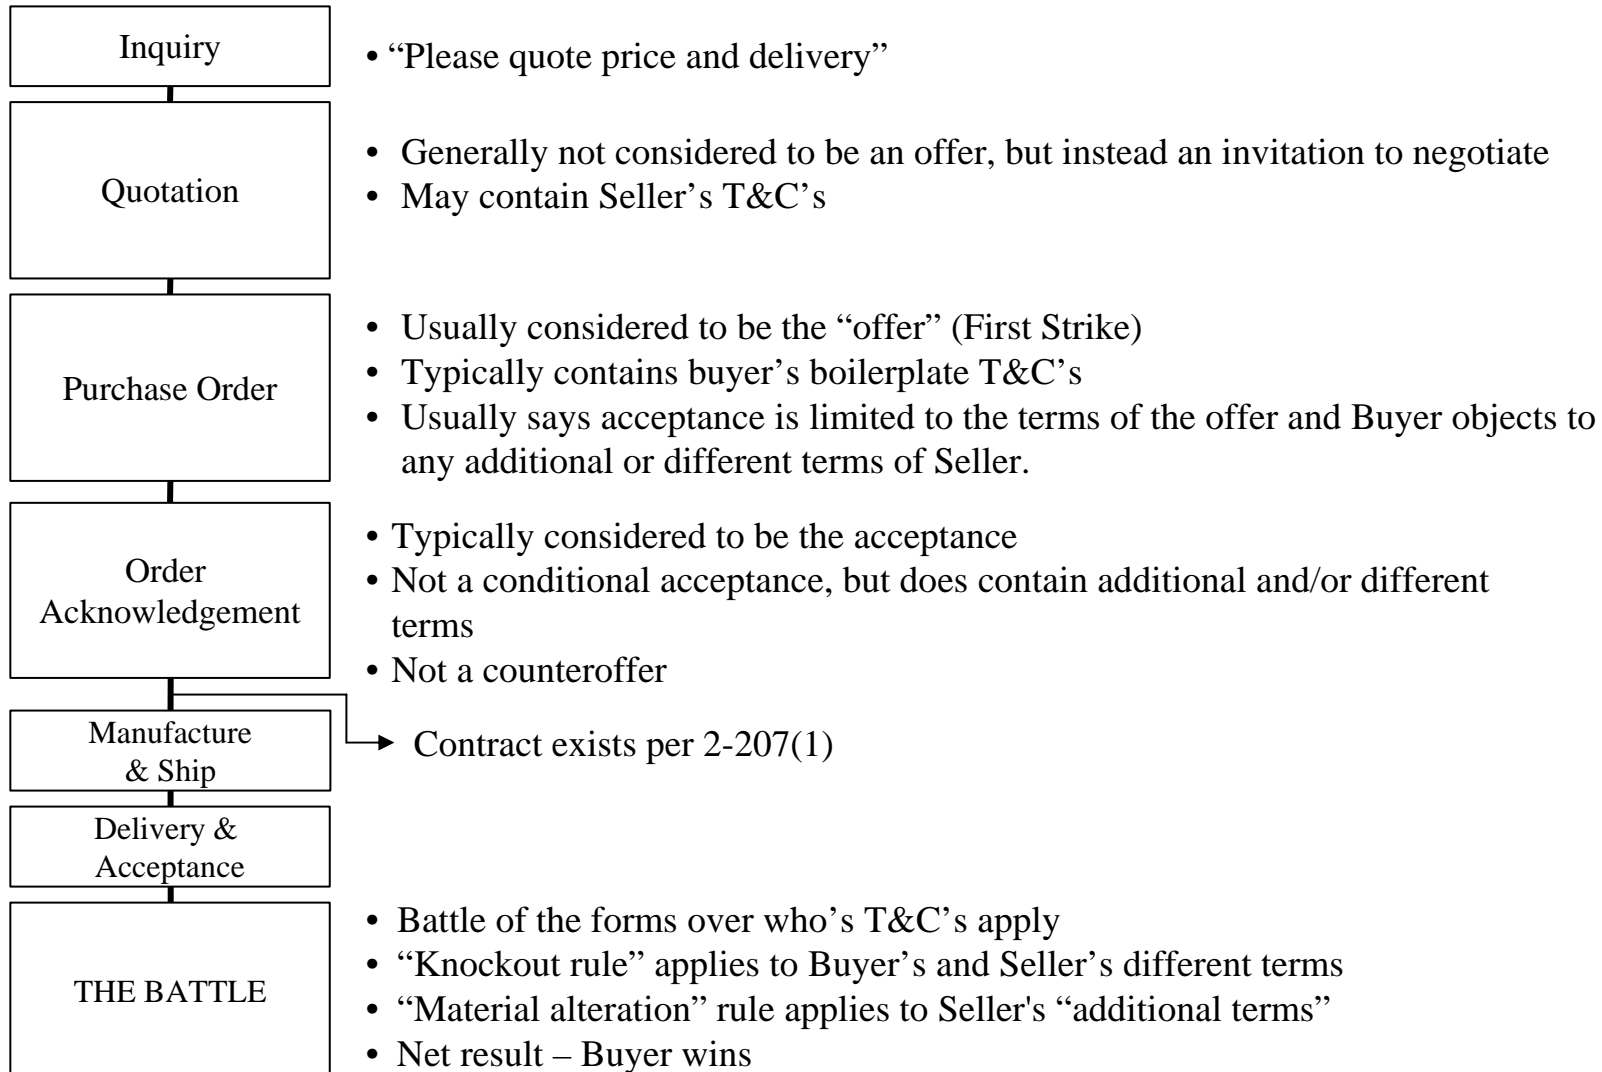 Inquiry
• “Please quote price and delivery”
Quotation
• Generally not considered to be an offer, but instead an invitation to negotiate
• May contain Seller’s T&C’s
Purchase Order
• Usually considered to be the “offer” (First Strike)
• Typically contains buyer’s boilerplate T&C’s
• Usually says acceptance is limited to the terms of the offer and Buyer objects to
any additional or different terms of Seller.
Order
Acknowledgement
• Typically considered to be the acceptance
• Not a conditional acceptance, but does contain additional and/or different
terms
• Not a counteroffer
Manufacture
& Ship
Contract exists per 2-207(1)
Delivery &
Acceptance
THE BATTLE
• Battle of the forms over who’s T&C’s apply
• “Knockout rule” applies to Buyer’s and Seller’s different terms
• “Material alteration” rule applies to Seller's “additional terms”
• Net result – Buyer wins